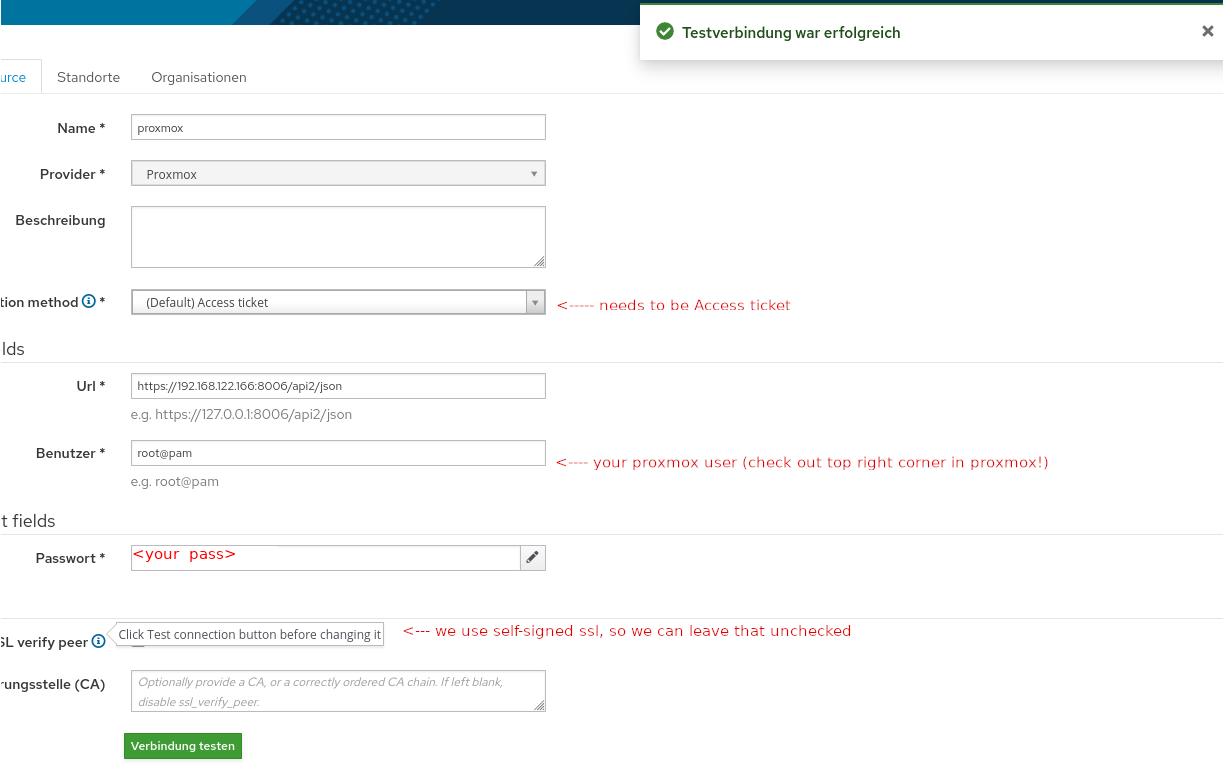 Testverbindung war erfolgreich ×
urce Standorte Organisationen
Name * proxmox
Provider * Proxmox
Beschreibung
tion method * (Default) Access ticket <----- needs to be Access ticket
lds
Url * https://192.168.122.166:8006/api2/json
e.g. https://127.0.0.1:8006/api2/json
Benutzer * root@pam <---- your proxmox user (check out top right corner in proxmox!)
e.g. root@pam
t fields
Passwort * <your pass>
SL verify peer Click Test connection button before changing it <--- we use self-signed ssl, so we can leave that unchecked
rungsstelle (CA) Optionally provide a CA, or a correctly ordered CA chain. If left blank,
disable ssl_verify_peer.
Verbindung testen